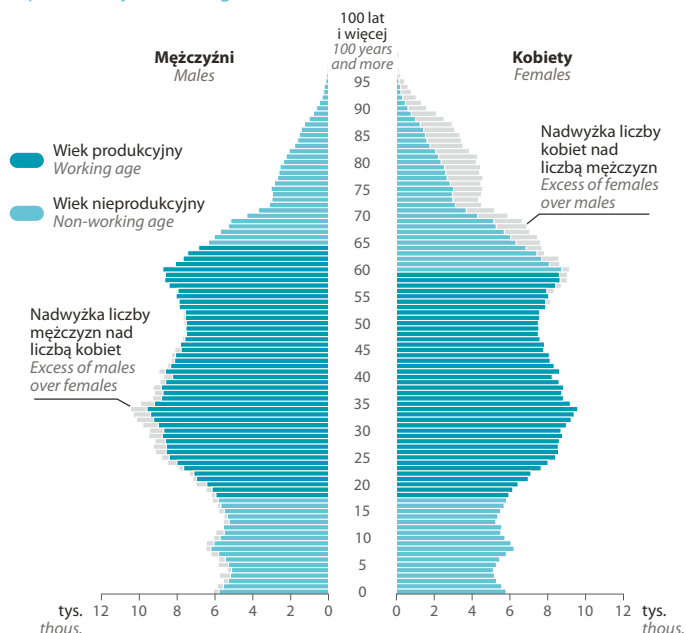 100 lat
i więcej
100 years
and more
Mężczyźni
Males
Kobiety
Females
Wiek produkcyjny
Working age
Wiek nieprodukcyjny
Non-working age
Nadwyżka liczby
kobiet nad
liczbą mężczyzn
Excess of females
over males
Nadwyżka liczby
mężczyzn nad
liczbą kobiet
Excess of males
over females
95
90
85
80
75
70
65
60
55
50
45
40
35
30
25
20
15
10
5
0
tys. 12 10 8 6 4 2 0 0 2 4 6 8 10 12 tys.
thous. thous.